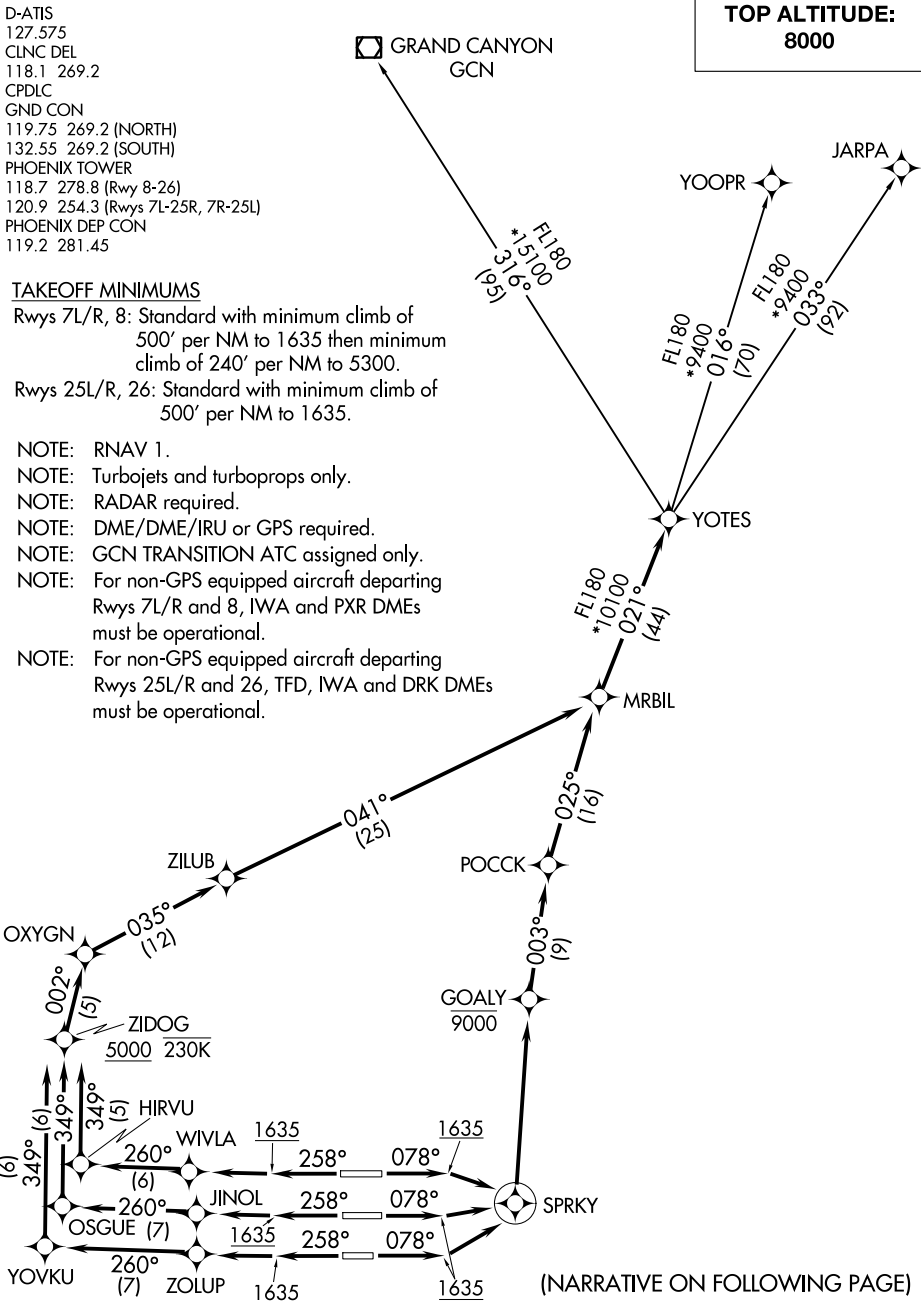 D-ATIS
127.575
CLNC DEL
118.1 269.2
CPDLC
GND CON
119.75 269.2 (NORTH)
132.55 269.2 (SOUTH)
PHOENIX TOWER
118.7 278.8 (Rwy 8-26)
120.9 254.3 (Rwys 7L-25R, 7R-25L)
PHOENIX DEP CON
119.2 281.45
TOP ALTITUDE:
8000
GRAND CANYON
GCN
YOOPR
JARPA
FL180
*15100
316°
(95)
FL180
*9400
016°
(70)
FL180
*9400
033°
(92)
TAKEOFF MINIMUMS
Rwys 7L/R, 8: Standard with minimum climb of
500' per NM to 1635 then minimum
climb of 240' per NM to 5300.
Rwys 25L/R, 26: Standard with minimum climb of
500' per NM to 1635.
NOTE: RNAV 1.
NOTE: Turbojets and turboprops only.
NOTE: RADAR required.
NOTE: DME/DME/IRU or GPS required.
NOTE: GCN TRANSITION ATC assigned only.
NOTE: For non-GPS equipped aircraft departing
Rwys 7L/R and 8, IWA and PXR DMEs
must be operational.
NOTE: For non-GPS equipped aircraft departing
Rwys 25L/R and 26, TFD, IWA and DRK DMEs
must be operational.
YOTES
FL180
*10100
021°
(44)
MRBIL
041°
(25)
025°
(16)
ZILUB
POCCK
035°
(12)
OXYGN
003°
(9)
002°
(5)
GOALY
9000
ZIDOG
5000 230K
349°
(6)
349°
(6)
349°
(5)
HIRVU
WIVLA
1635
1635
260°
(6)
258°
078°
JINOL
260°
(7)
OSGUE
258°
078°
1635
SPRKY
YOVKU
260°
(7)
ZOLUP
258°
078°
1635
1635
(NARRATIVE ON FOLLOWING PAGE)